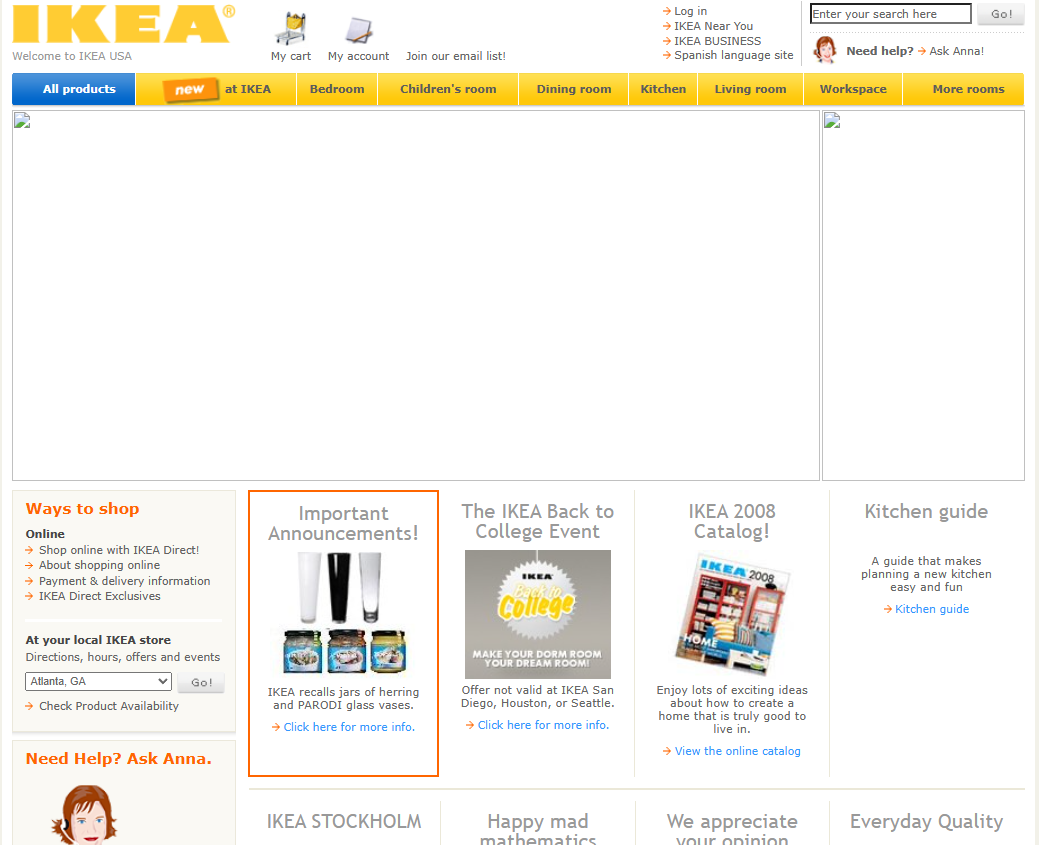 IKEA®
Welcome to IKEA USA
My cart
My account
Join our email list!
Log in
IKEA Near You
IKEA BUSINESS
Spanish language site
Enter your search here
Go!
Need help? Ask Anna!
All products
new at IKEA
Bedroom
Children's room
Dining room
Kitchen
Living room
Workspace
More rooms
Ways to shop
Online
Shop online with IKEA Direct!
About shopping online
Payment & delivery information
IKEA Direct Exclusives
At your local IKEA store
Directions, hours, offers and events
Atlanta, GA
Go!
Check Product Availability
Need Help? Ask Anna.
Important
Announcements!
IKEA recalls jars of herring
and PARODI glass vases.
Click here for more info.
The IKEA Back to
College Event
IKEA
Back to
College
MAKE YOUR DORM ROOM
YOUR DREAM ROOM!
Offer not valid at IKEA San
Diego, Houston, or Seattle.
Click here for more info.
IKEA 2008
Catalog!
IKEA 2008
HOME
Enjoy lots of exciting ideas
about how to create a
home that is truly good to
live in.
View the online catalog
Kitchen guide
A guide that makes
planning a new kitchen
easy and fun
Kitchen guide
IKEA STOCKHOLM
Happy mad
mathematics
We appreciate
your opinion
Everyday Quality